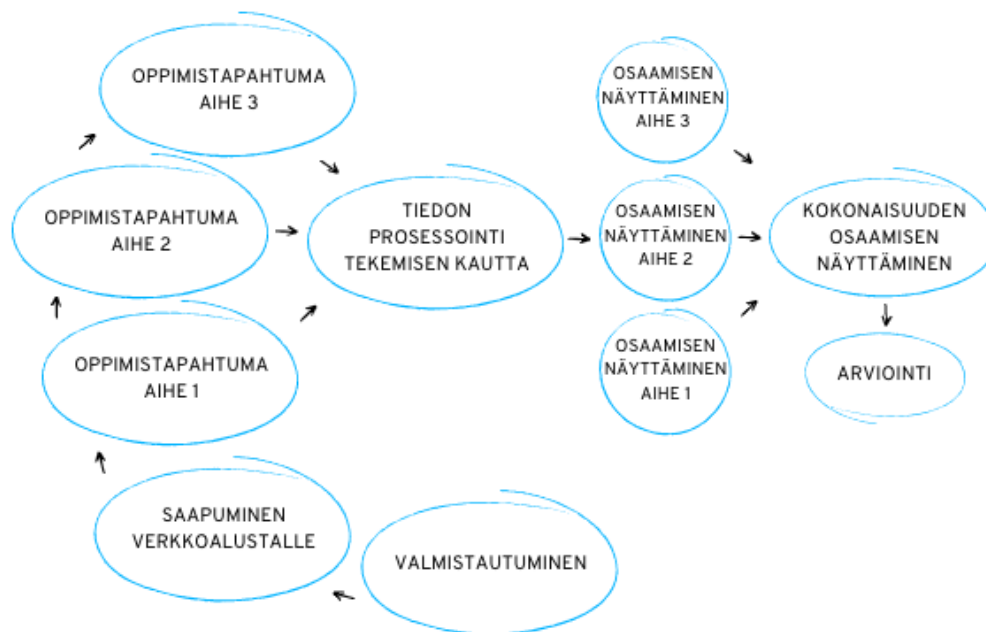 OPPIMISTAPAHTUMA
AIHE 3
OPPIMISTAPAHTUMA
AIHE 2
OPPIMISTAPAHTUMA
AIHE 1
SAAPUMINEN
VERKKOALUSTALLE
VALMISTAUTUMINEN
TIEDON
PROSESSOINTI
TEKEMISEN KAUTTA
OSAAMISEN
NÄYTTÄMINEN
AIHE 3
OSAAMISEN
NÄYTTÄMINEN
AIHE 2
OSAAMISEN
NÄYTTÄMINEN
AIHE 1
KOKONAISUUDEN
OSAAMISEN
NÄYTTÄMINEN
ARVIOINTI